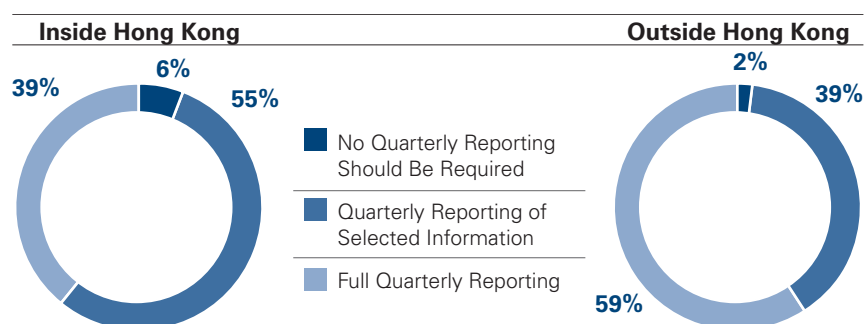 Inside Hong Kong
Outside Hong Kong
39%
6%
55%
No Quarterly Reporting
Should Be Required
Quarterly Reporting of
Selected Information
Full Quarterly Reporting
2%
39%
59%